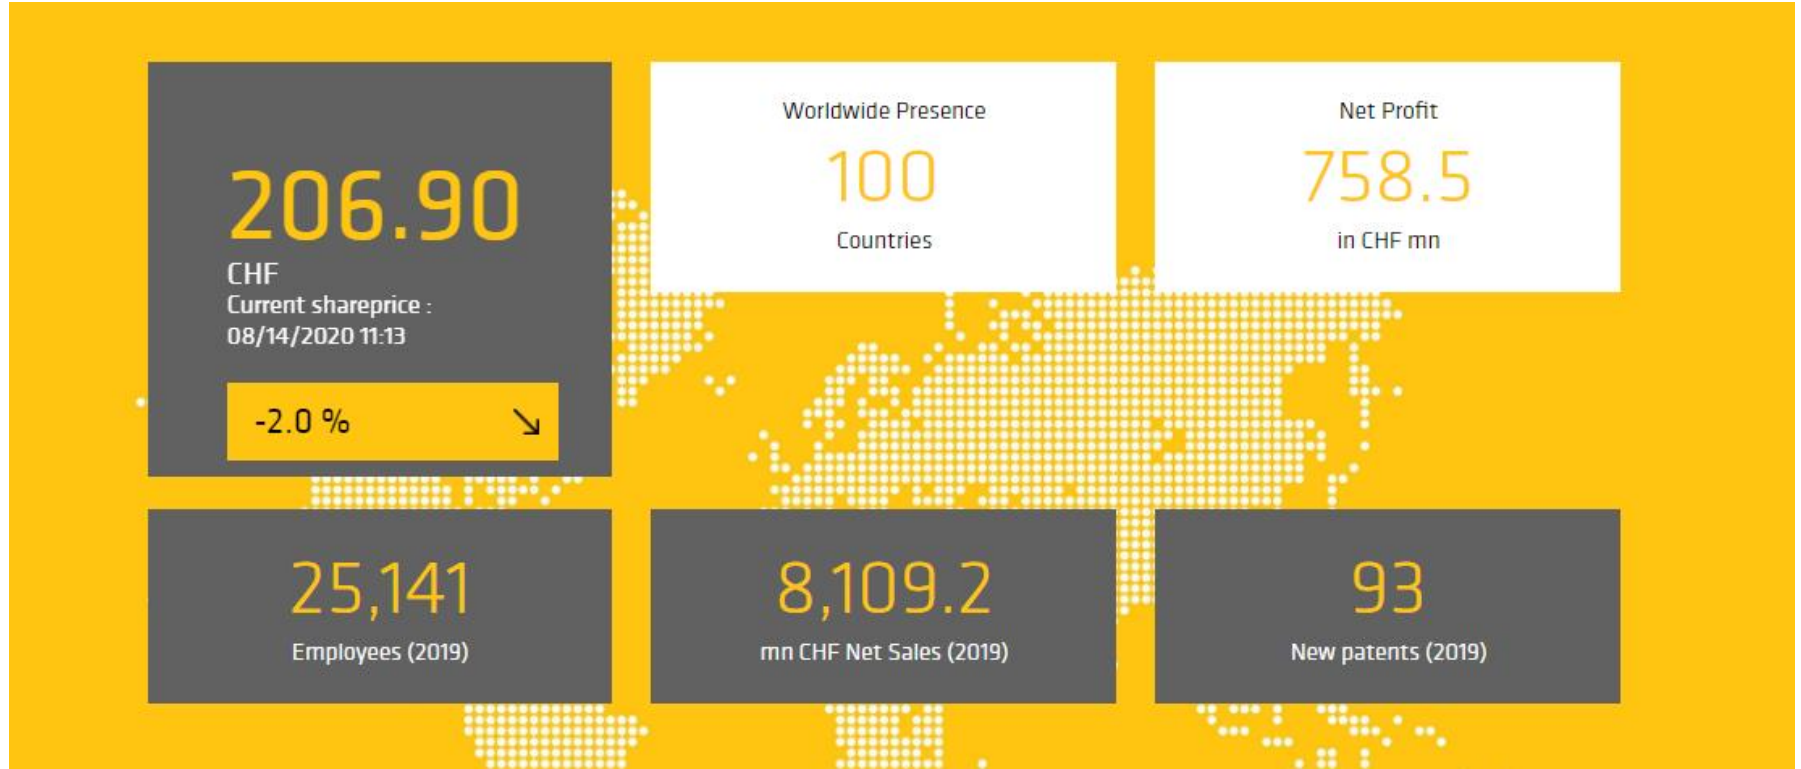 206.90
CHF
Current shareprice :
08/14/2020 11:13
-2.0 %
Worldwide Presence
100
Countries
Net Profit
758.5
in CHF mn
25,141
Employees (2019)
8,109.2
mn CHF Net Sales (2019)
93
New patents (2019)